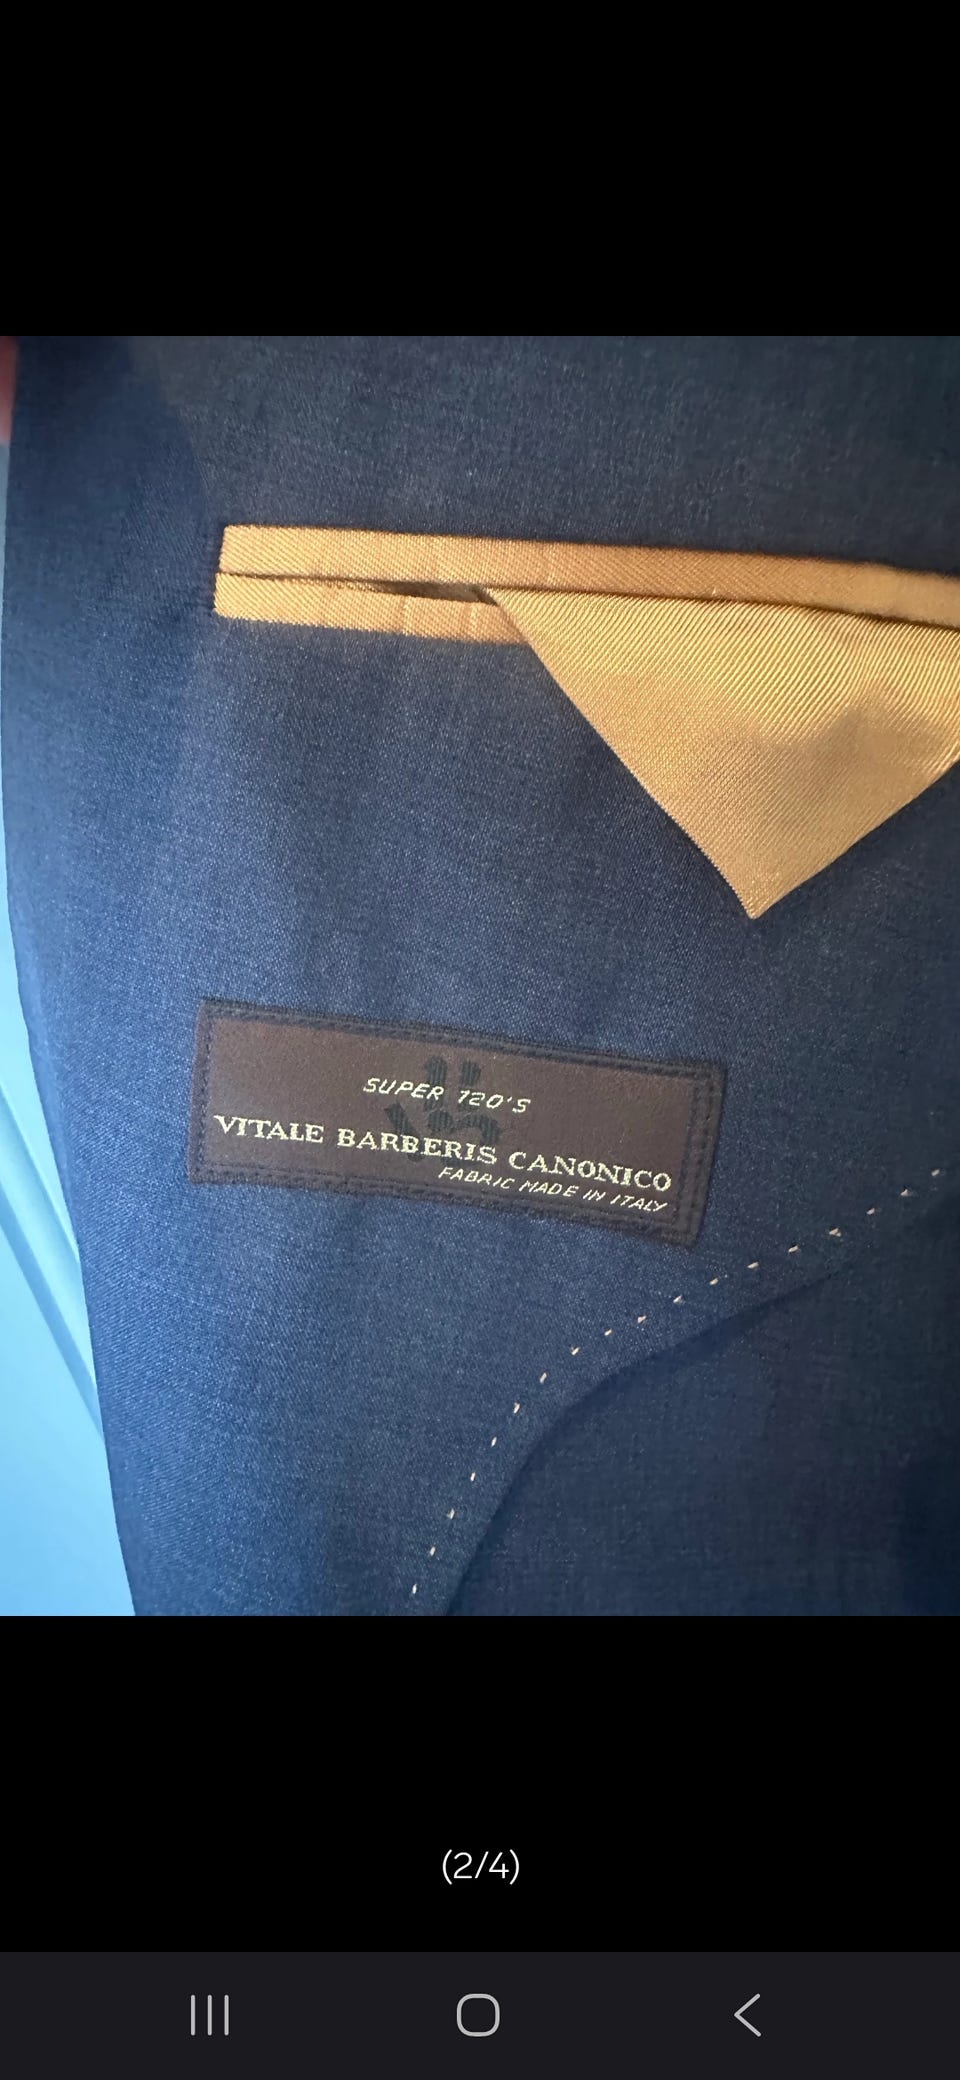 SUPER 120'S
VITALE BARBERIS CANONICO
FABRIC MADE IN ITALY
(2/4)